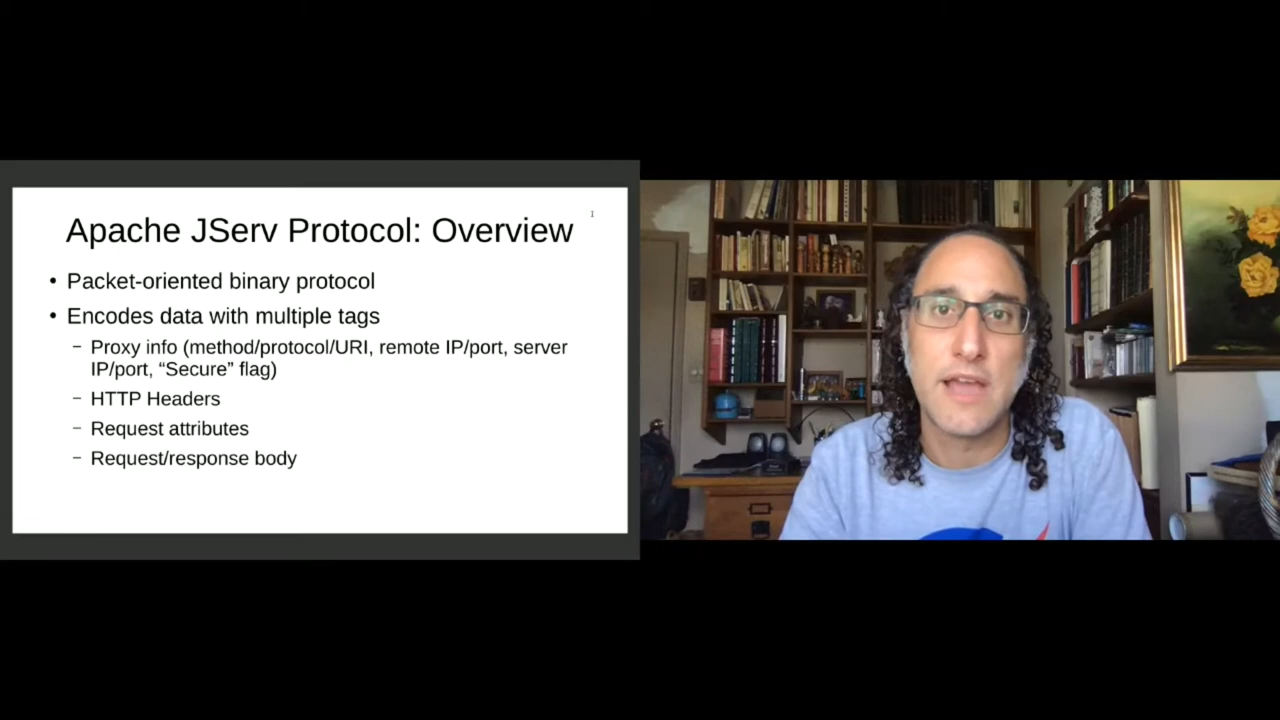 Apache JServ Protocol: Overview
• Packet-oriented binary protocol
• Encodes data with multiple tags
– Proxy info (method/protocol/URI, remote IP/port, server
IP/port, “Secure” flag)
– HTTP Headers
– Request attributes
– Request/response body